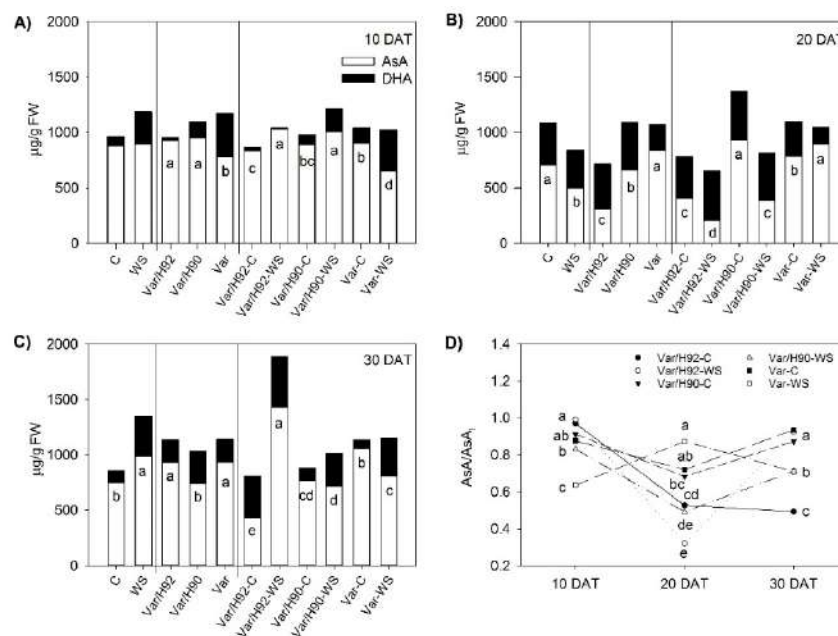 A)
2000
1500
1000
500
0
µg/g FW
10 DAT
AsA
DHA
a a b c a bc a b d
C WS Var/H92 Var/H90 Var Var/H92-C Var/H92-WS Var/H90-C Var/H90-WS Var-C Var-WS
B)
2000
1500
1000
500
0
µg/g FW
20 DAT
a b c b a c d a c b a
C WS Var/H92 Var/H90 Var Var/H92-C Var/H92-WS Var/H90-C Var/H90-WS Var-C Var-WS
C)
2000
1500
1000
500
0
µg/g FW
30 DAT
b a a b a e a cd d b c
C WS Var/H92 Var/H90 Var Var/H92-C Var/H92-WS Var/H90-C Var/H90-WS Var-C Var-WS
D)
1.4
1.2
1.0
0.8
0.6
0.4
0.2
AsA/AsAt
Var/H92-C
Var/H92-WS
Var/H90-C
Var/H90-WS
Var-C
Var-WS
a
ab
b
c
a
ab
bc
cd
de
e
a
b
c
10 DAT 20 DAT 30 DAT